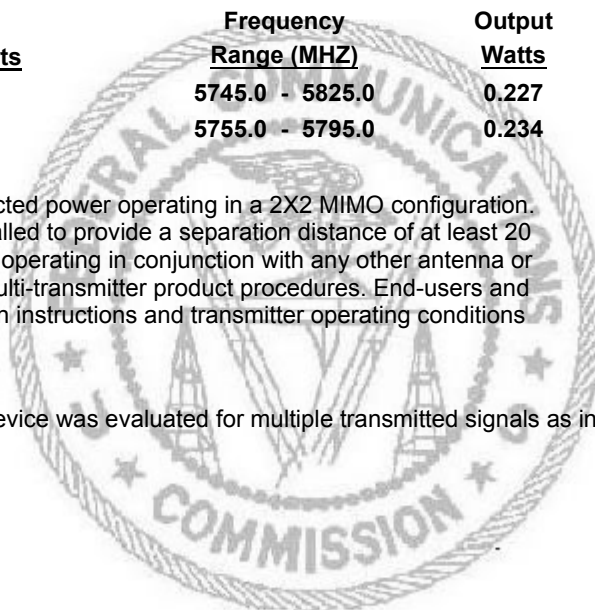 Frequency Output
ts Range (MHZ) Watts
5745.0 - 5825.0 0.227
5755.0 - 5795.0 0.234
cted power operating in a 2X2 MIMO configuration.
alled to provide a separation distance of at least 20
operating in conjunction with any other antenna or
ulti-transmitter product procedures. End-users and
n instructions and transmitter operating conditions
evice was evaluated for multiple transmitted signals as in
FEDERAL COMMUNICATIONS
COMMISSION